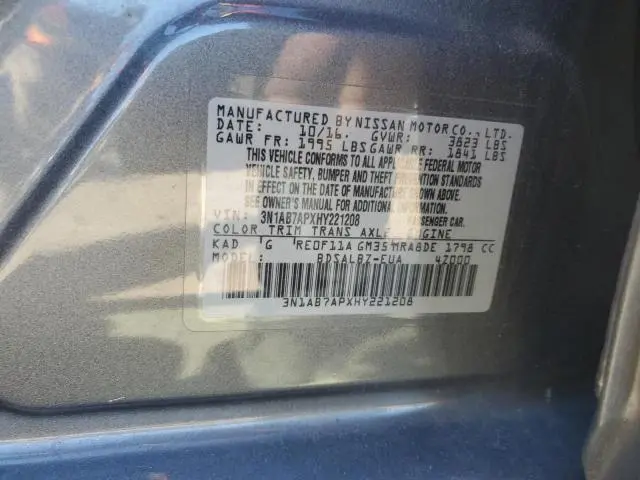 MANUFACTURED BY NISSAN MOTOR CO., LTD.
DATE: 10/16. GVWR: 3623 LBS
GAWR FR: 1995 LBS GAWR RR: 1841 LBS
THIS VEHICLE CONFORMS TO ALL APPLICABLE FEDERAL MOTOR
VEHICLE SAFETY, BUMPER AND THEFT PREVENTION STANDARDS
IN EFFECT ON THE DATE OF MANUFACTURE SHOWN ABOVE.
SEE OWNER'S MANUAL FOR ADDITIONAL INFORMATION.
VIN: 3N1AB7APXHY221208 PASSENGER CAR.
COLOR TRIM TRANS AXLE ENGINE
KAD G RE0F11A GM35 MRA8DE 1798 CC
MODEL: BDSALBZ-EUA 4Z000
3N1AB7APXHY221208